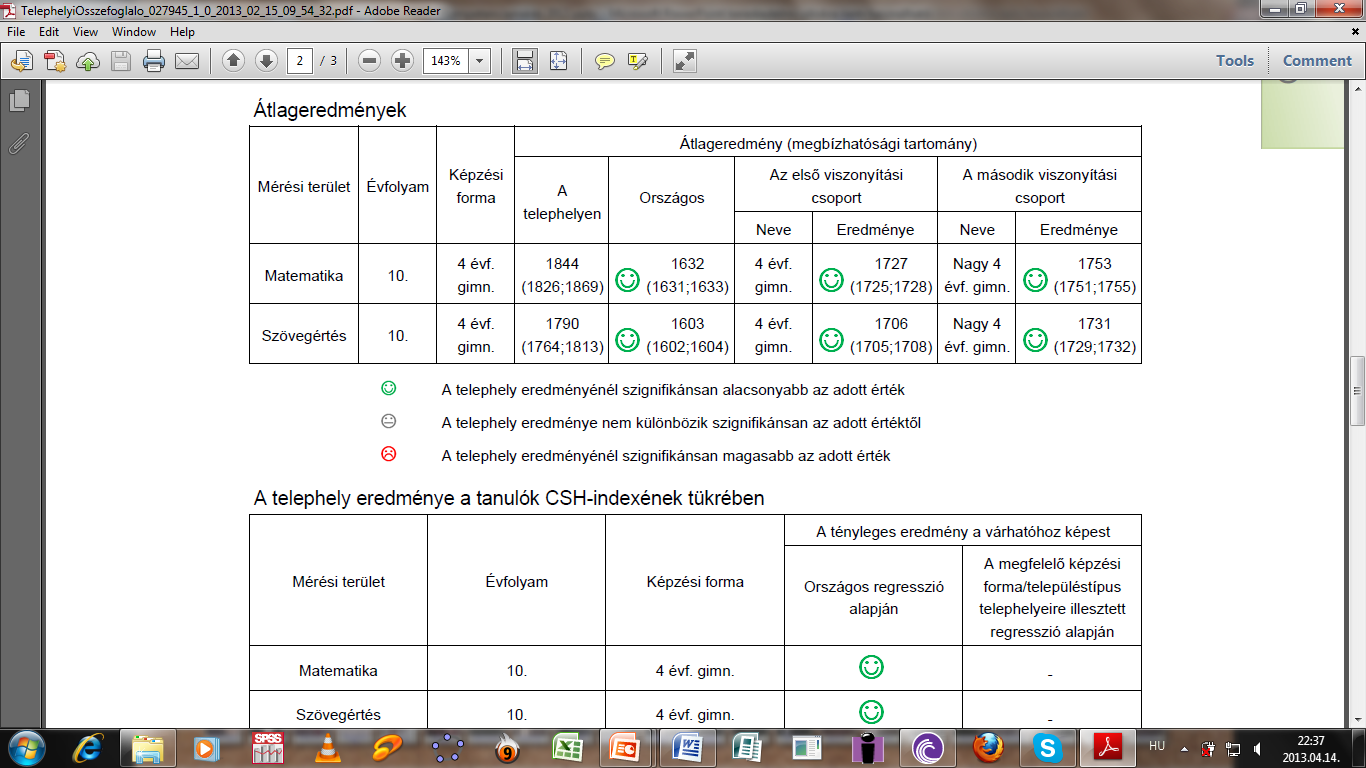 TelephelyiOsszefoglalo_027945_1_0_2013_02_15_09_54_32.pdf - Adobe Reader
File Edit View Window Help
2 / 3 143% Tools Comment
Átlageredmények
Mérési terület Évfolyam Képzési forma Átlageredmény (megbízhatósági tartomány)
A telephelyen Országos Az első viszonyítási csoport A második viszonyítási csoport
Neve Eredménye Neve Eredménye
Matematika 10. 4 évf. gimn. 1844 (1826;1869) 1632 (1631;1633) 4 évf. gimn. 1727 (1725;1728) Nagy 4 évf. gimn. 1753 (1751;1755)
Szövegértés 10. 4 évf. gimn. 1790 (1764;1813) 1603 (1602;1604) 4 évf. gimn. 1706 (1705;1708) Nagy 4 évf. gimn. 1731 (1729;1732)
A telephely eredményénél szignifikánsan alacsonyabb az adott érték
A telephely eredménye nem különbözik szignifikánsan az adott értéktől
A telephely eredményénél szignifikánsan magasabb az adott érték
A telephely eredménye a tanulók CSH-indexének tükrében
Mérési terület Évfolyam Képzési forma A tényleges eredmény a várhatóhoz képest
Országos regresszió alapján A megfelelő képzési forma/településtípus telephelyeire illesztett regresszió alapján
Matematika 10. 4 évf. gimn. -
Szövegértés 10. 4 évf. gimn. -
SPSS 9 HU 22:37
2013.04.14.